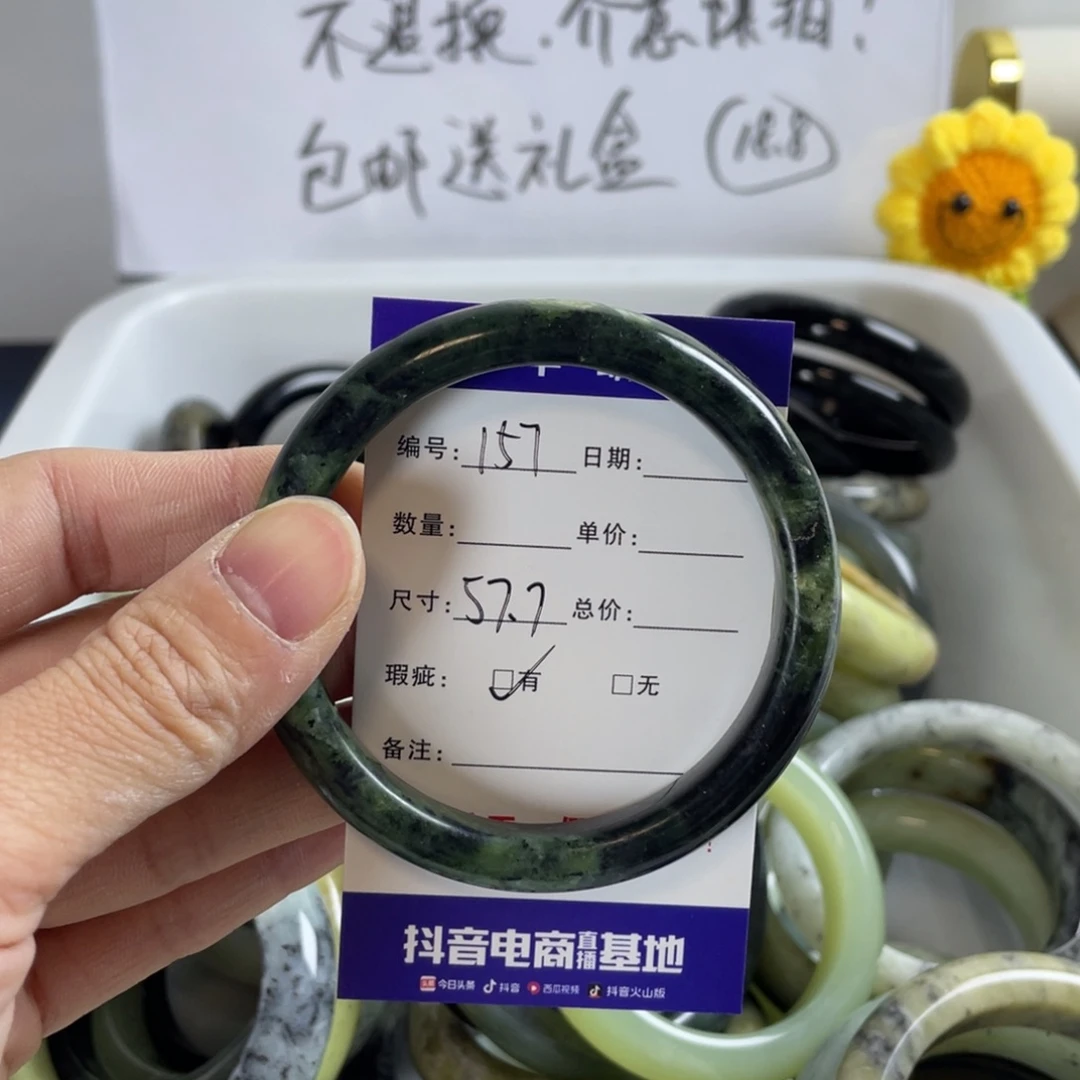 不退换.介意慎拍!
包邮送礼盒 (18.8)
编号: 157 日期:
数量: 单价:
尺寸: 57.7 总价:
瑕疵: ☑有 □无
备注:
抖音电商直播基地
今日头条 抖音 西瓜视频 抖音火山版